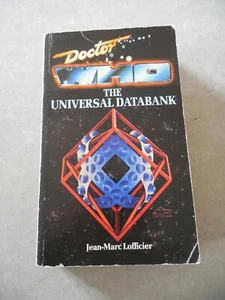 Doctor
WHO
THE
UNIVERSAL DATABANK
Jean-Marc Lofficier